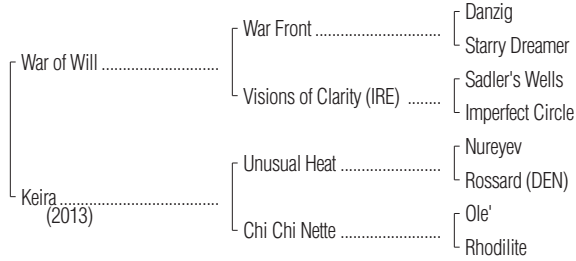 Danzig
War Front ..............................
Starry Dreamer
War of Will .............................
Sadler's Wells
Visions of Clarity (IRE) ........
Imperfect Circle
Nureyev
Unusual Heat ........................
Rossard (DEN)
Keira .......................................
(2013)
Ole'
Chi Chi Nette ........................
Rhodilite